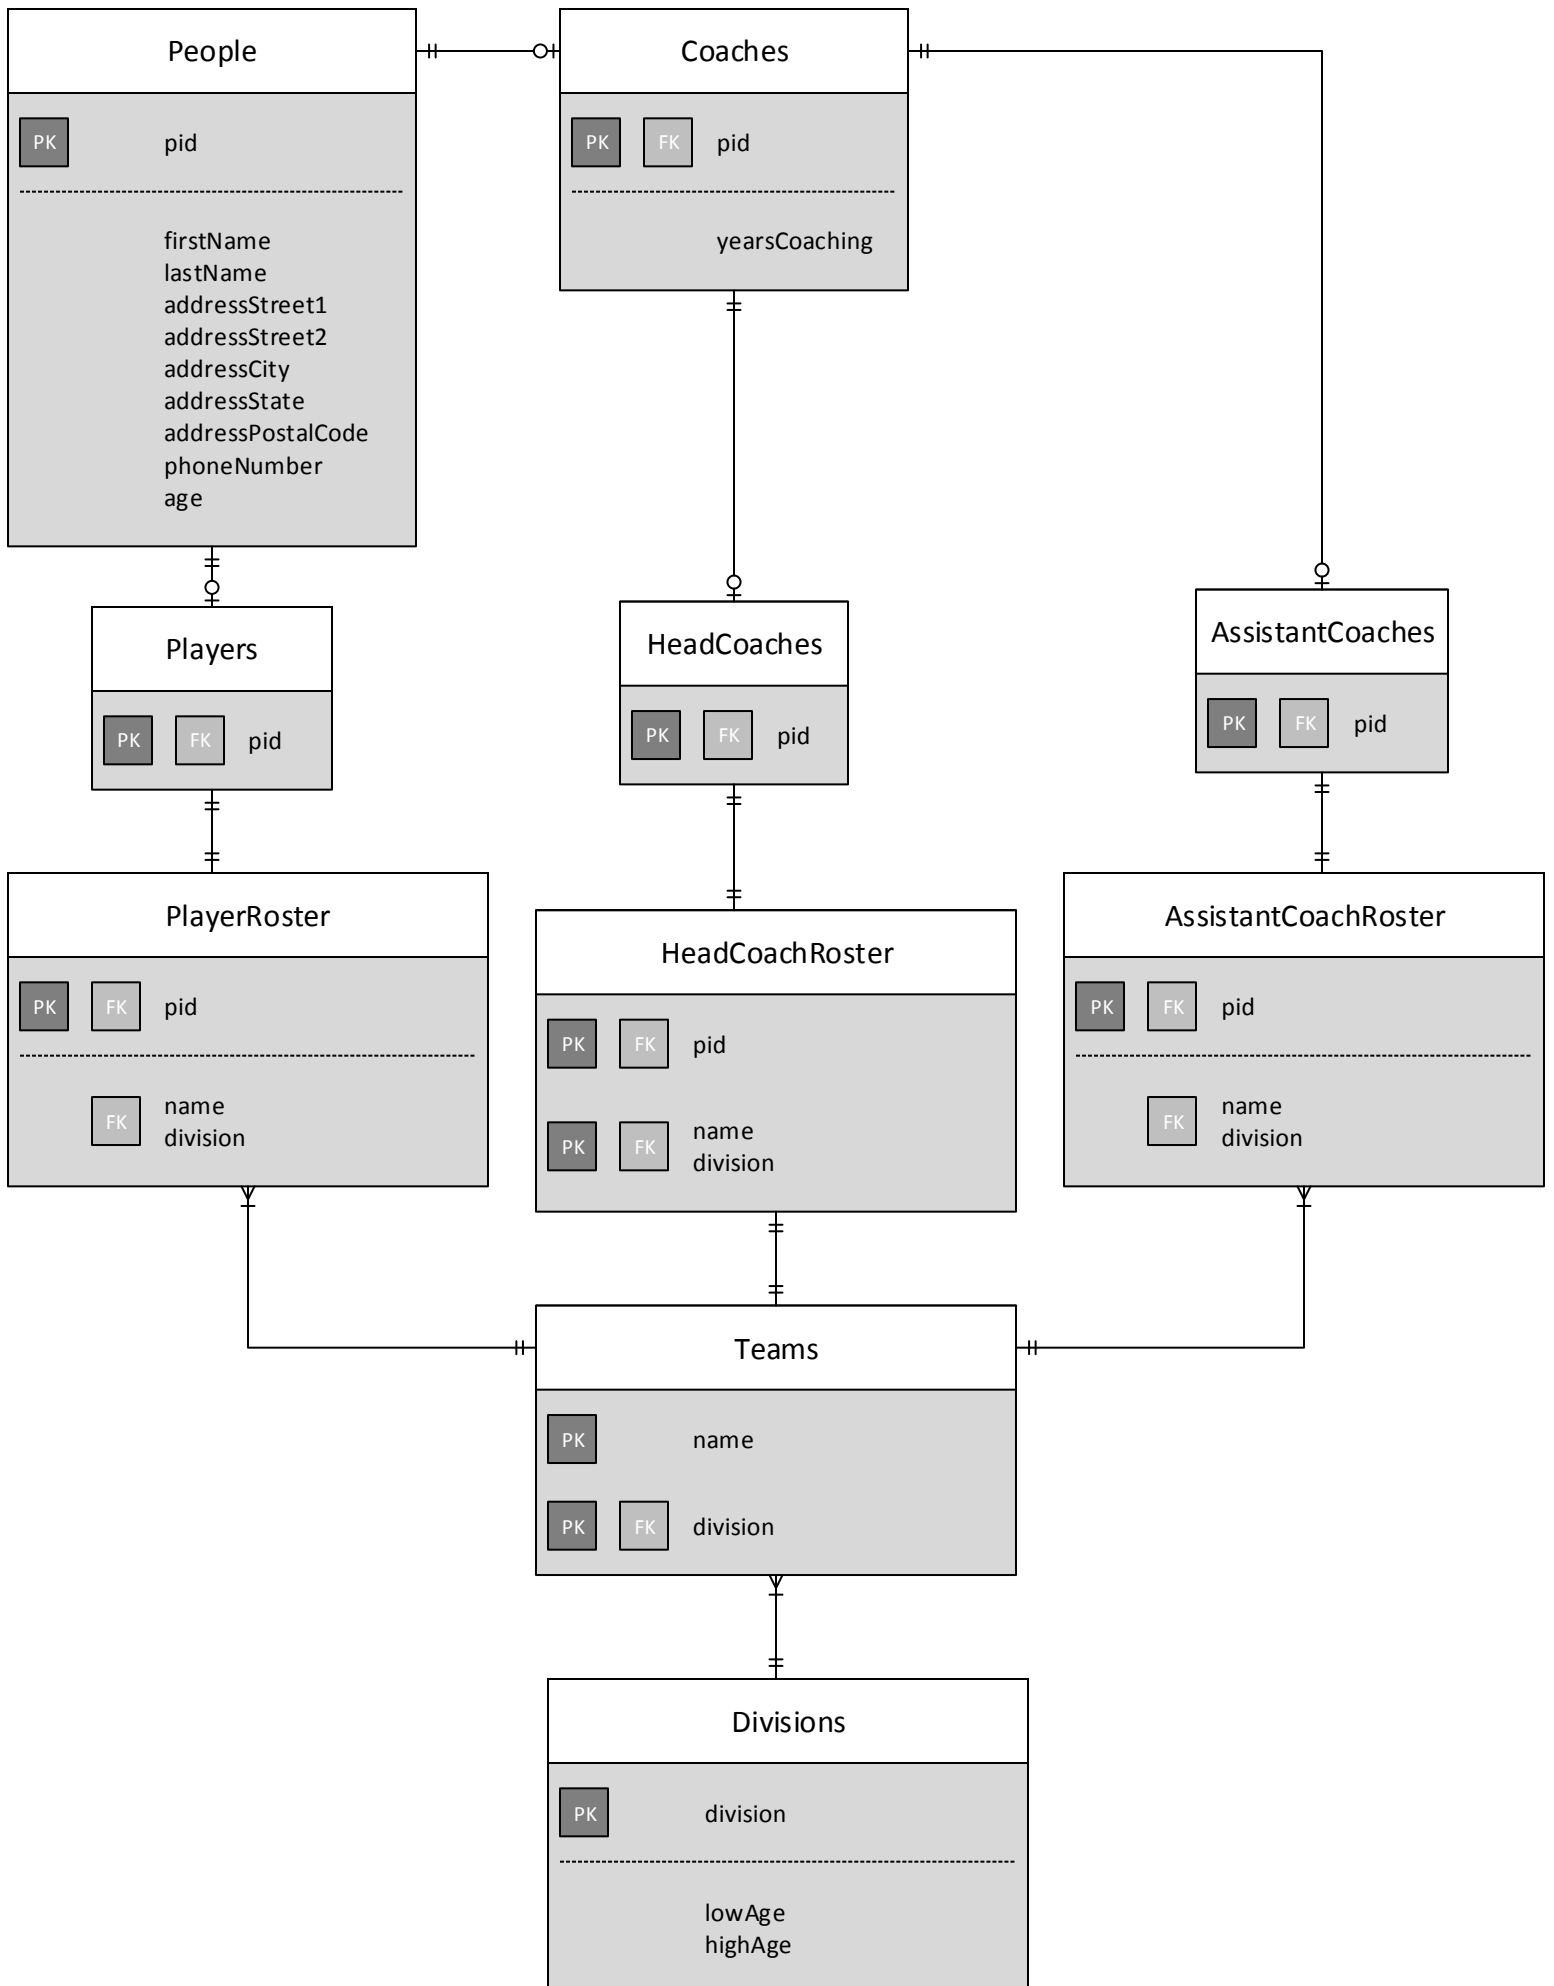 People
PK pid
firstName
lastName
addressStreet1
addressStreet2
addressCity
addressState
addressPostalCode
phoneNumber
age
Coaches
PK FK pid
yearsCoaching
Players
PK FK pid
HeadCoaches
PK FK pid
AssistantCoaches
PK FK pid
PlayerRoster
PK FK pid
FK name
division
HeadCoachRoster
PK FK pid
PK FK name
division
AssistantCoachRoster
PK FK pid
FK name
division
Teams
PK name
PK FK division
Divisions
PK division
lowAge
highAge